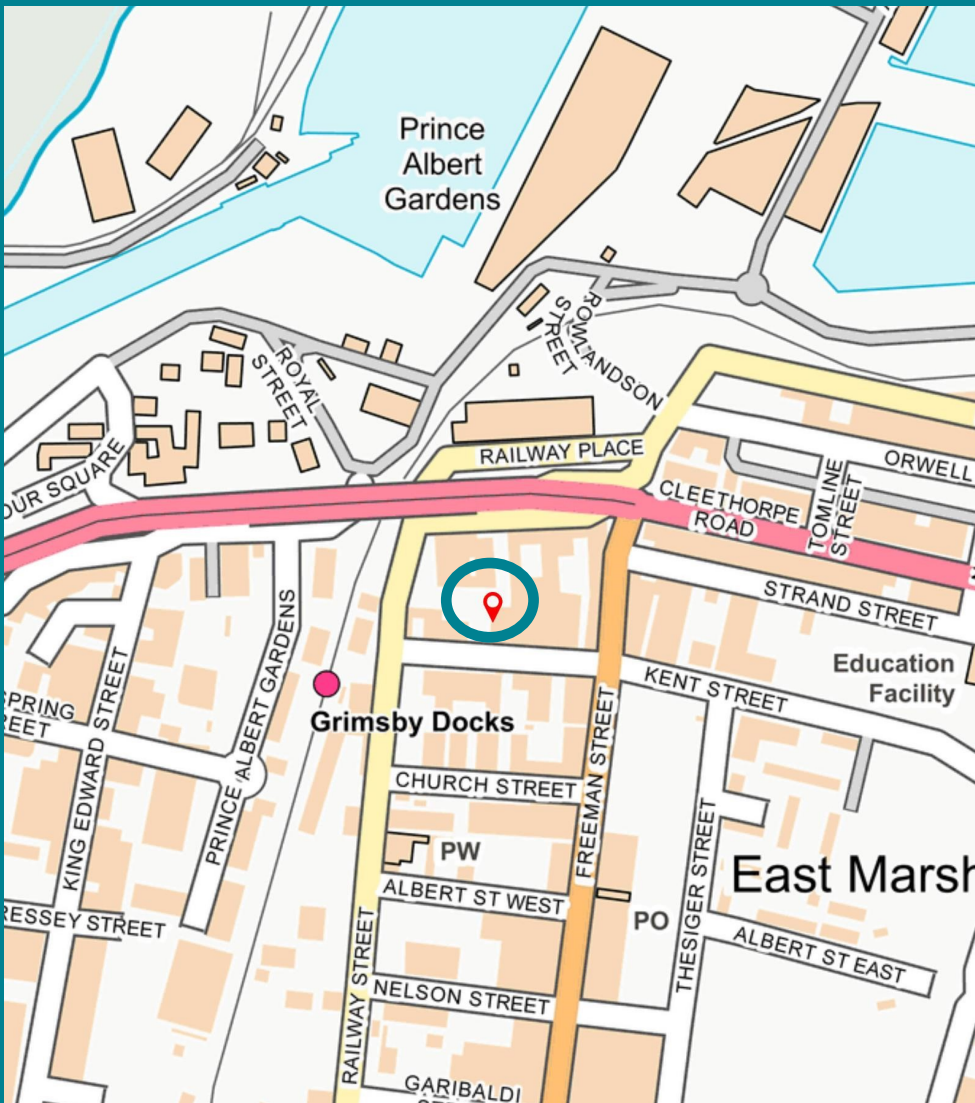 Prince
Albert
Gardens
ROWLANDSON
STREET
ROYAL
STREET
RAILWAY PLACE
ORWELL
OUR SQUARE
CLEETHORPE
ROAD
TOMLINE
STREET
STRAND STREET
Education
Facility
KENT STREET
SPRING
REET
KING EDWARD STREET
PRINCE ALBERT GARDENS
Grimsby Docks
FREEMAN STREET
CHURCH STREET
THESIGER STREET
PW
East Marsh
ALBERT ST WEST
PO
RESSEY STREET
ALBERT ST EAST
RAILWAY STREET
NELSON STREET
GARIBALDI